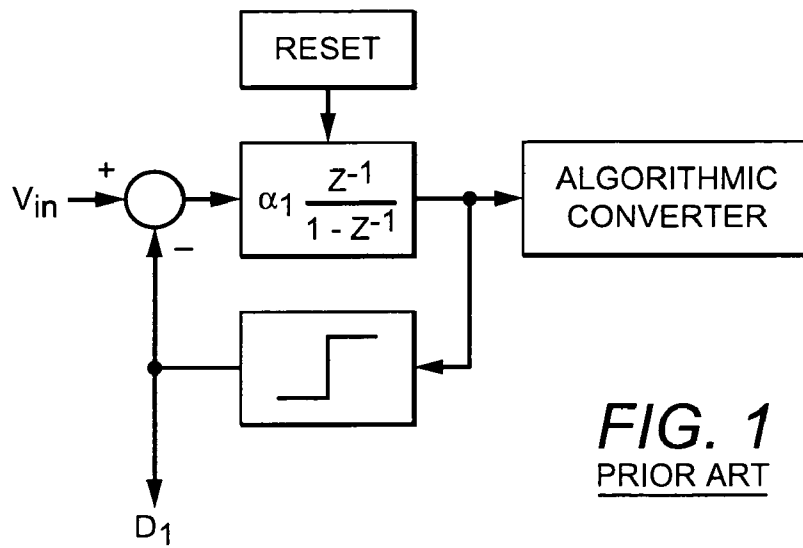 RESET
V_in
+
−
α₁ Z⁻¹ / (1 - Z⁻¹)
ALGORITHMIC
CONVERTER
D₁
FIG. 1
PRIOR ART